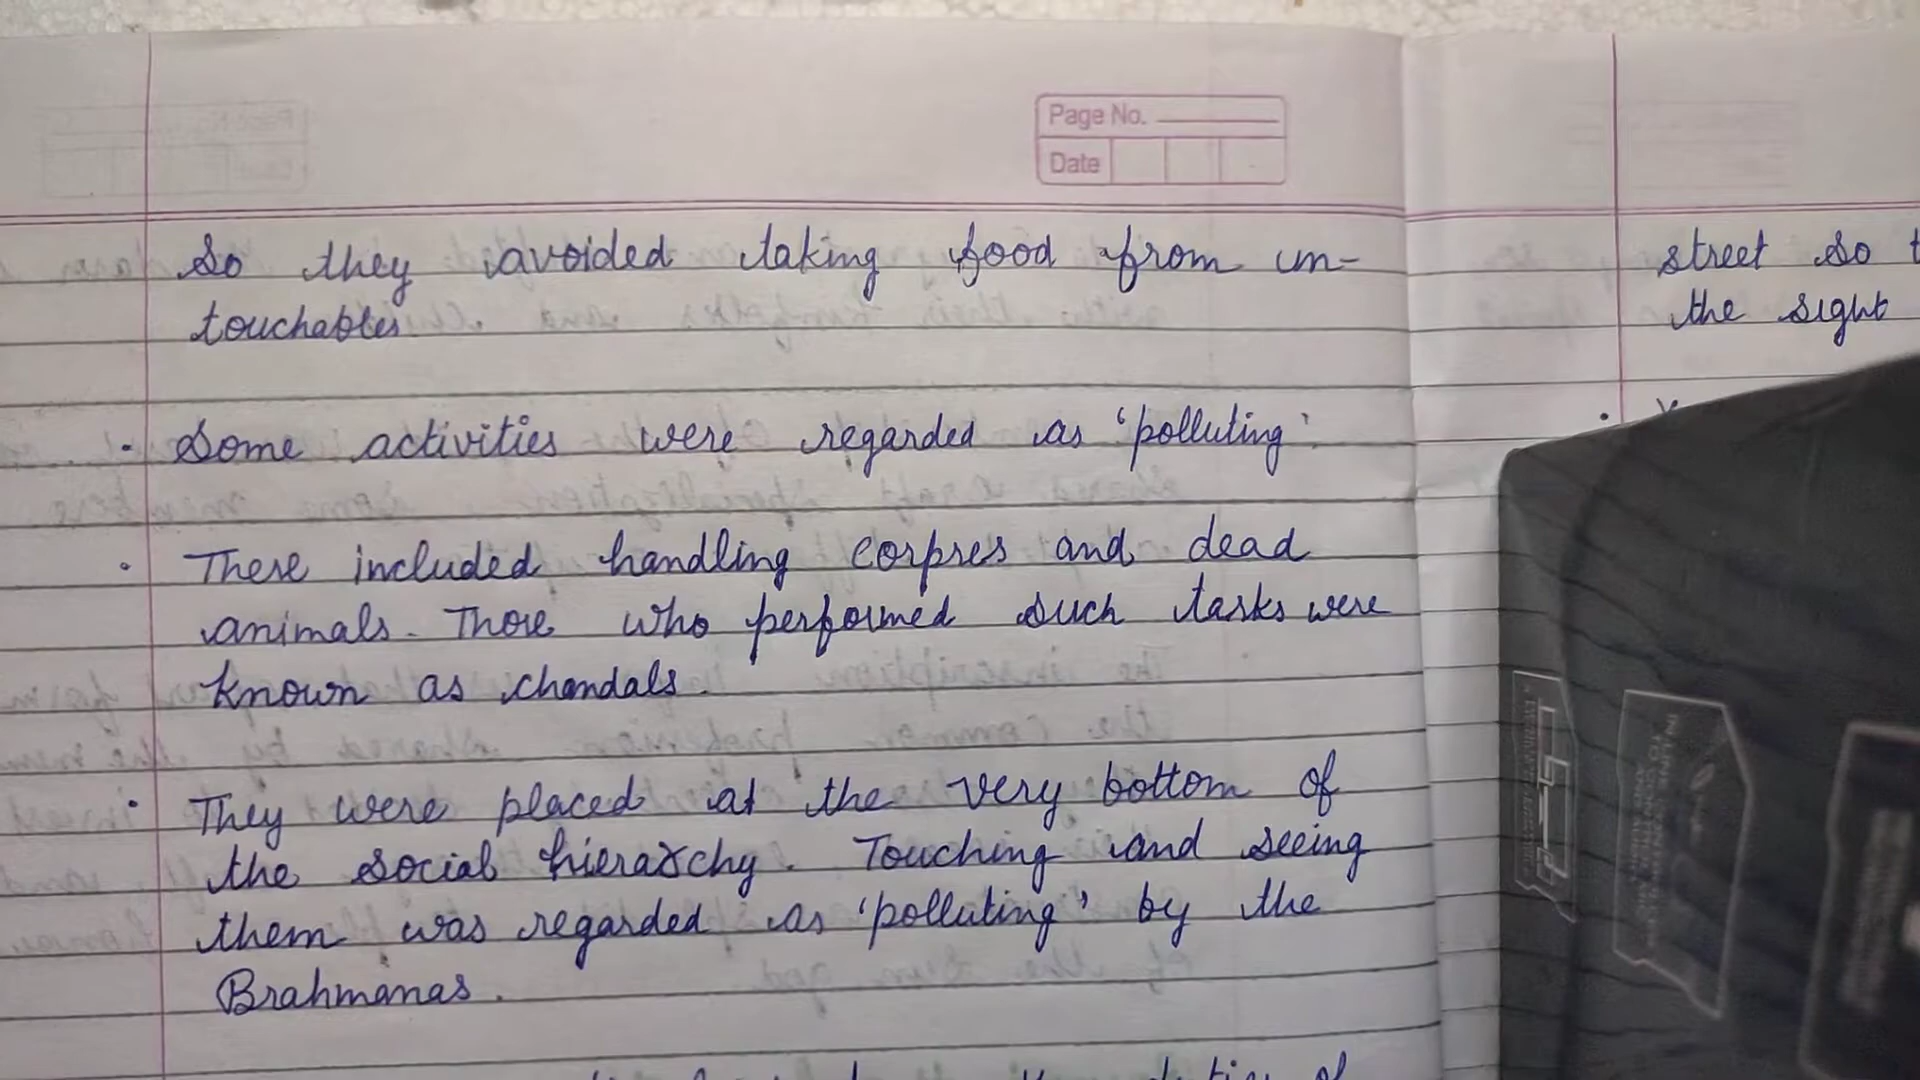 Page No.
Date
So they avoided taking food from un-
touchables
• Some activities were regarded as 'polluting'.
• These included handling corpses and dead
animals. Those who performed such tasks were
known as chandals.
• They were placed at the very bottom of
the social hierarchy. Touching and seeing
them was regarded as 'polluting' by the
Brahmanas.
street so
the sight